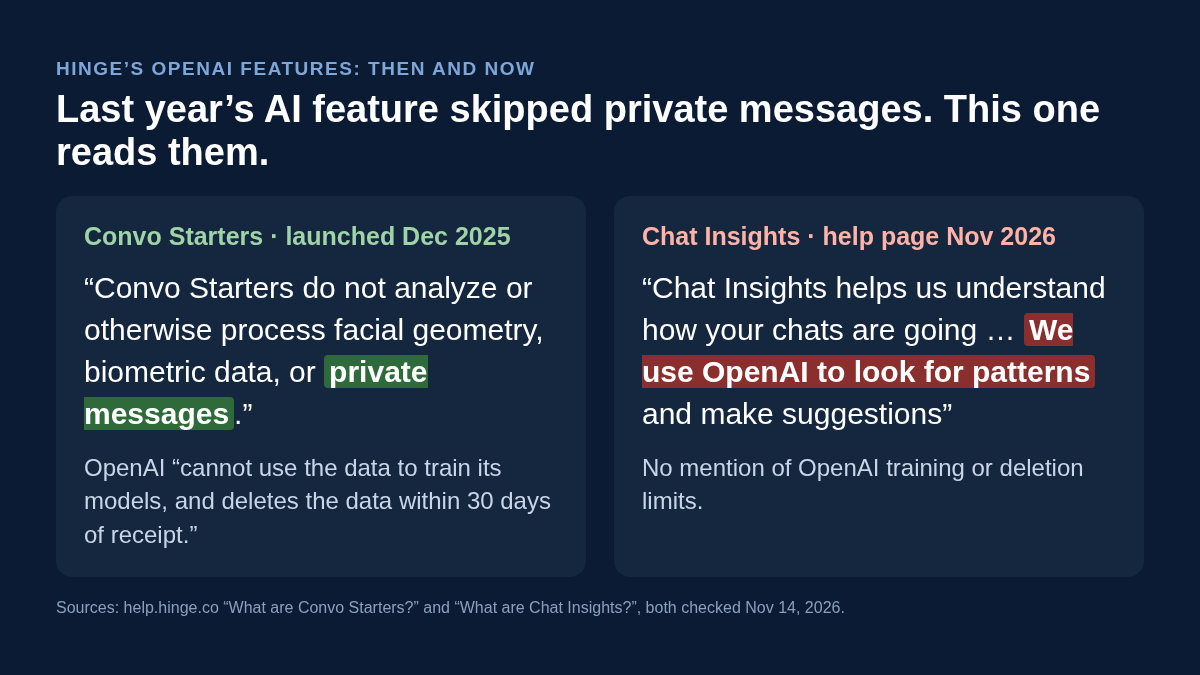 HINGE’S OPENAI FEATURES: THEN AND NOW
Last year’s AI feature skipped private messages. This one
reads them.
Convo Starters · launched Dec 2025
“Convo Starters do not analyze or
otherwise process facial geometry,
biometric data, or private
messages.”
OpenAI “cannot use the data to train its
models, and deletes the data within 30 days
of receipt.”
Chat Insights · help page Nov 2026
“Chat Insights helps us understand
how your chats are going … We
use OpenAI to look for patterns
and make suggestions”
No mention of OpenAI training or deletion
limits.
Sources: help.hinge.co “What are Convo Starters?” and “What are Chat Insights?”, both checked Nov 14, 2026.